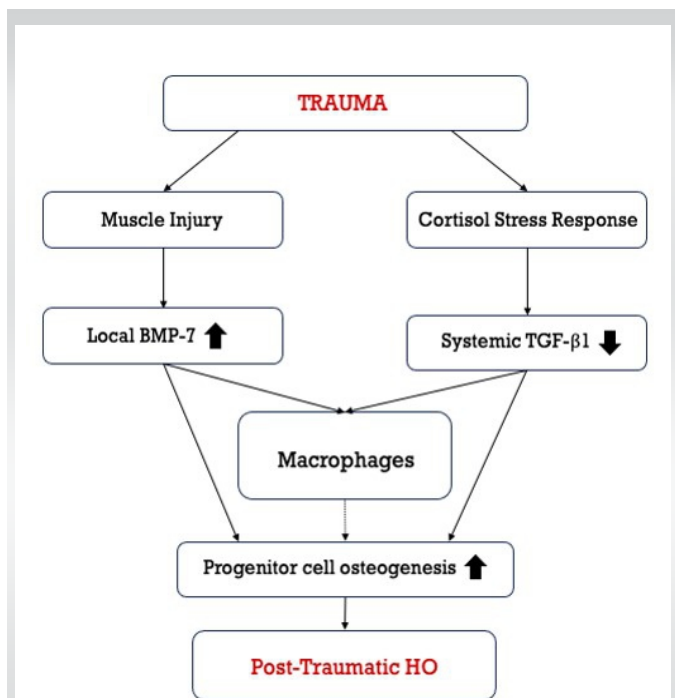 TRAUMA
Muscle Injury
Cortisol Stress Response
Local BMP-7
Systemic TGF-β1
Macrophages
Progenitor cell osteogenesis
Post-Traumatic HO